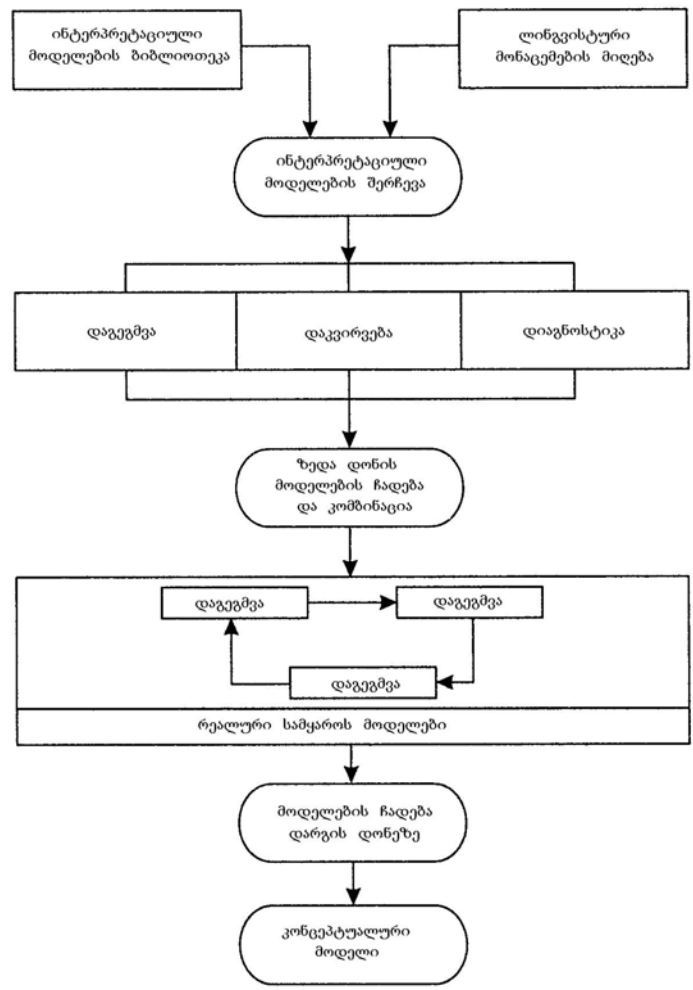 ინტერპრეტაციული
მოდელების ბიბლიოთეკა
ლინგვისტური
მონაცემების მიღება
ინტერპრეტაციული
მოდელების შერჩევა
დაგეგმვა
დაკვირვება
დიაგნოსტიკა
ზედა დონის
მოდელების ჩადება
და კომბინაცია
დაგეგმვა
დაგეგმვა
დაგეგმვა
რეალური სამყაროს მოდელები
მოდელების ჩადება
დარგის დონეზე
კონცეპტუალური
მოდელი